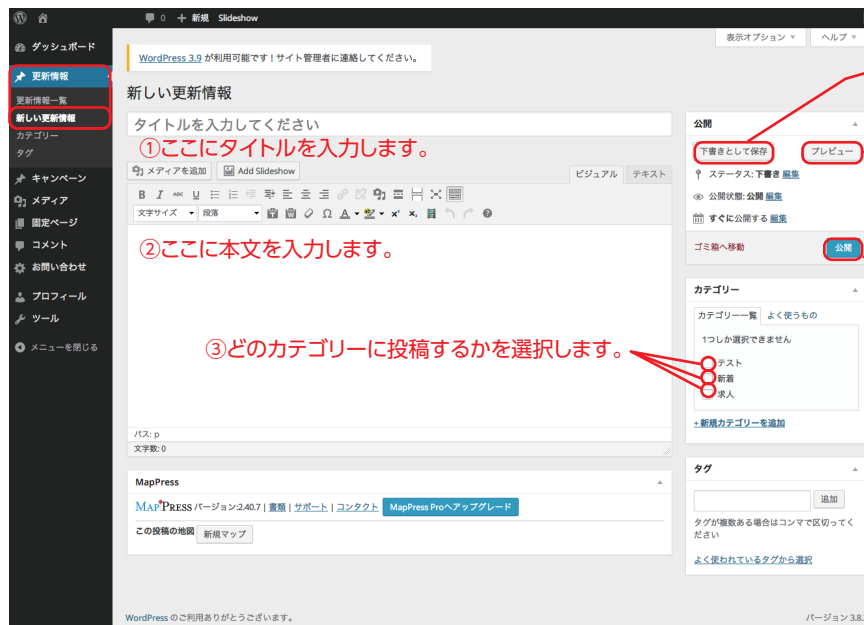 0 ＋ 新規 Slideshow
表示オプション ▼ ヘルプ ▼
ダッシュボード
WordPress 3.9 が利用可能です ! サイト管理者に連絡してください。
更新情報
更新情報一覧
新しい更新情報
カテゴリー
タグ
キャンペーン
メディア
固定ページ
コメント
お問い合わせ
プロフィール
ツール
メニューを閉じる
新しい更新情報
タイトルを入力してください
①ここにタイトルを入力します。
メディアを追加 Add Slideshow
ビジュアル テキスト
B I ABC U
文字サイズ ▼ 段落 ▼ Ω A ▼ ▼ x² x₂
②ここに本文を入力します。
③どのカテゴリーに投稿するかを選択します。
パス: p
文字数: 0
MapPress
MAPPRESS バージョン:2.40.7 | 書類 | サポート | コンタクト MapPress Proへアップグレード
この投稿の地図 新規マップ
公開
下書きとして保存 プレビュー
ステータス: 下書き 編集
公開状態: 公開 編集
すぐに公開する 編集
ゴミ箱へ移動 公開
カテゴリー
カテゴリー一覧 よく使うもの
1つしか選択できません
テスト
新着
求人
+ 新規カテゴリーを追加
タグ
追加
タグが複数ある場合はコンマで区切ってく
ださい
よく使われているタグから選択
WordPress のご利用ありがとうございます。
バージョン 3.8.